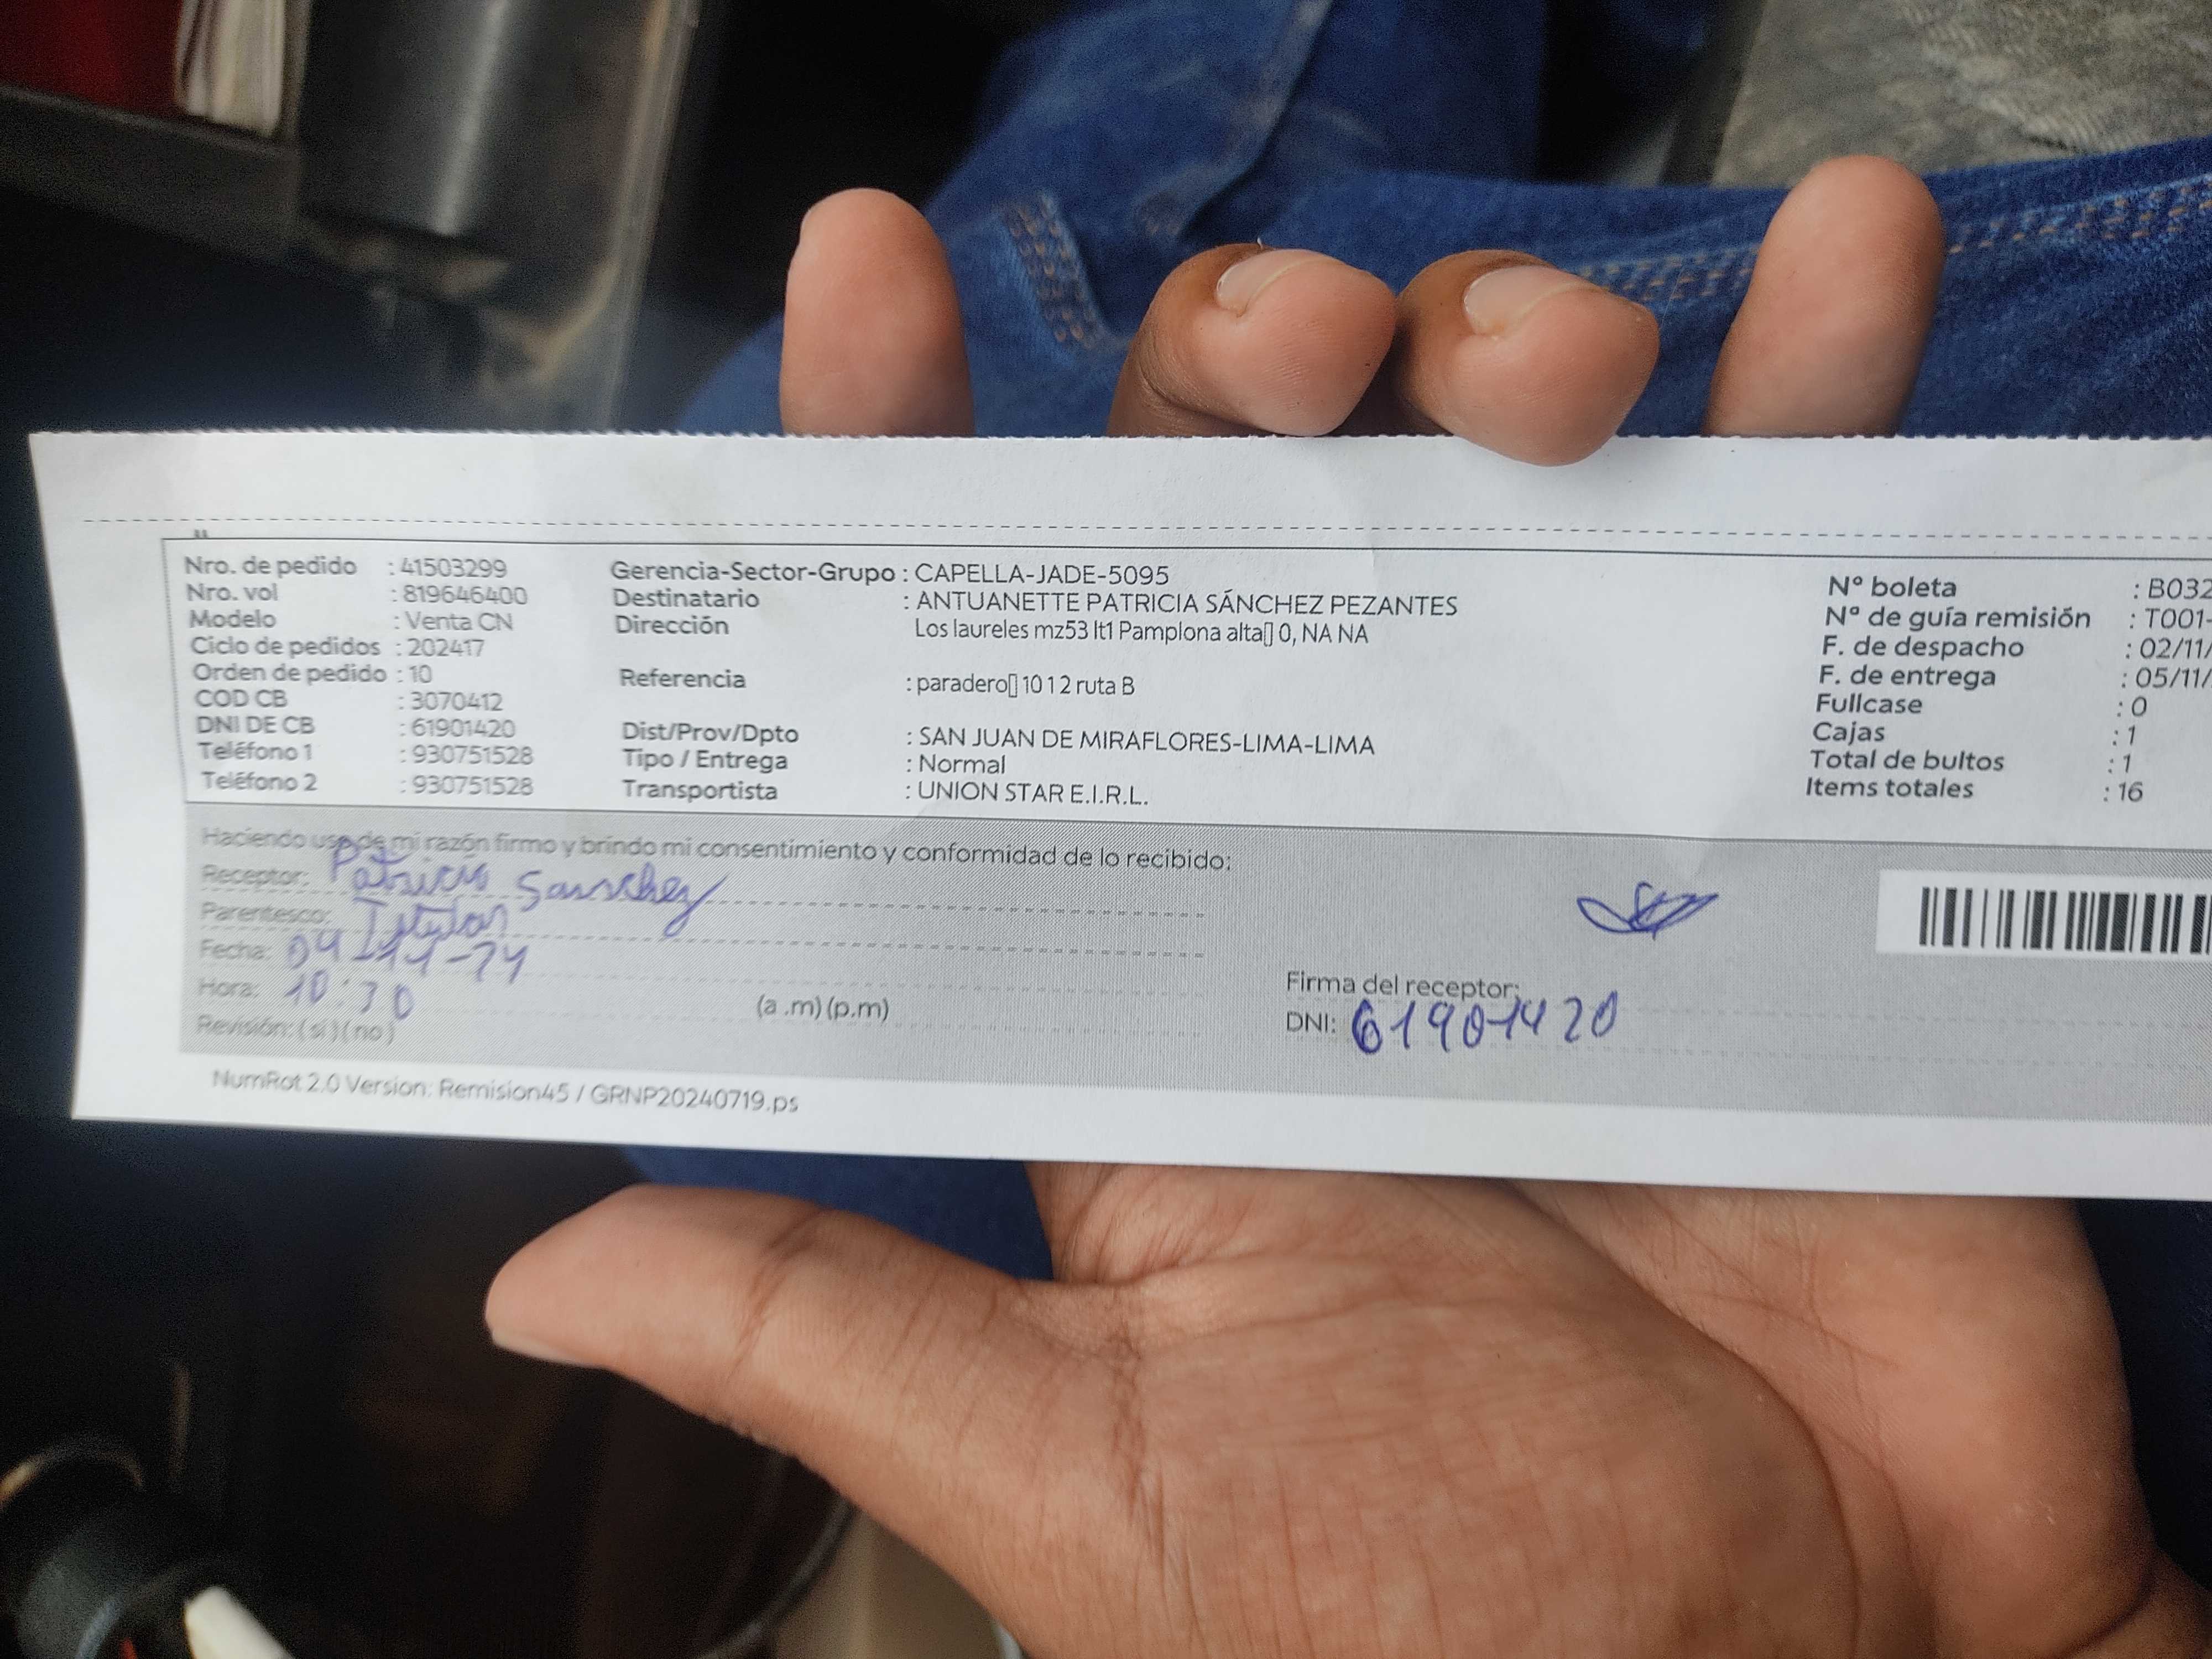 Nro. de pedido : 41503299
Nro. vol : 819646400
Modelo : Venta CN
Ciclo de pedidos : 202417
Orden de pedido : 10
COD CB : 3070412
DNI DE CB : 61901420
Teléfono 1 : 930751528
Teléfono 2 : 930751528
Gerencia-Sector-Grupo : CAPELLA-JADE-5095
Destinatario : ANTUANETTE PATRICIA SÁNCHEZ PEZANTES
Dirección Los laureles mz53 lt1 Pamplona alta▯ 0, NA NA
Referencia : paradero▯ 10 1 2 ruta B
Dist/Prov/Dpto : SAN JUAN DE MIRAFLORES-LIMA-LIMA
Tipo / Entrega : Normal
Transportista : UNION STAR E.I.R.L.
N° boleta : B032
N° de guía remisión : T001-
F. de despacho : 02/11/
F. de entrega : 05/11/
Fullcase : 0
Cajas : 1
Total de bultos : 1
Items totales : 16
Haciendo uso de mi razón firmo y brindo mi consentimiento y conformidad de lo recibido:
Receptor: Patricia Sanchez
Parentesco: Titular
Fecha: 04-11-24
Hora: 10:30 (a .m) (p.m)
Revisión: (si) (no)
Firma del receptor:
DNI: 61901420
NumRot 2.0 Version: Remision45 / GRNP20240719.ps